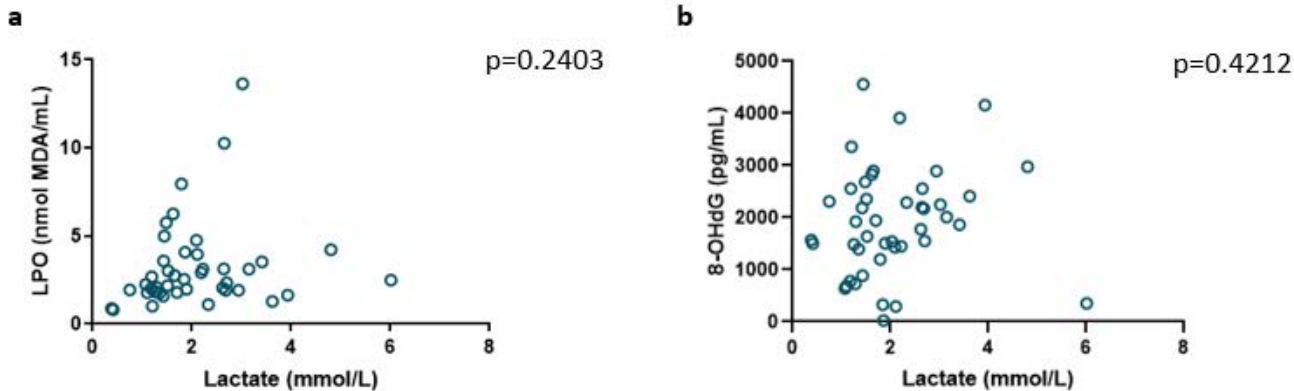 a
p=0.2403
LPO (nmol MDA/mL)
15
10
5
0
0 2 4 6 8
Lactate (mmol/L)
b
p=0.4212
8-OHdG (pg/mL)
5000
4000
3000
2000
1000
0
0 2 4 6 8
Lactate (mmol/L)